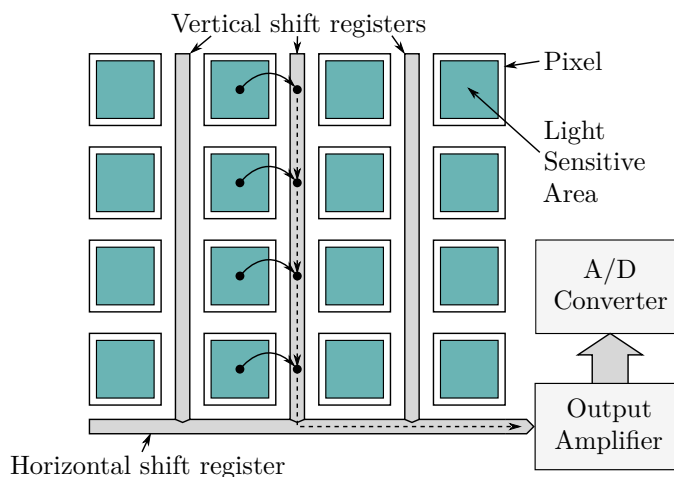 Vertical shift registers
Pixel
Light
Sensitive
Area
A/D
Converter
Output
Amplifier
Horizontal shift register